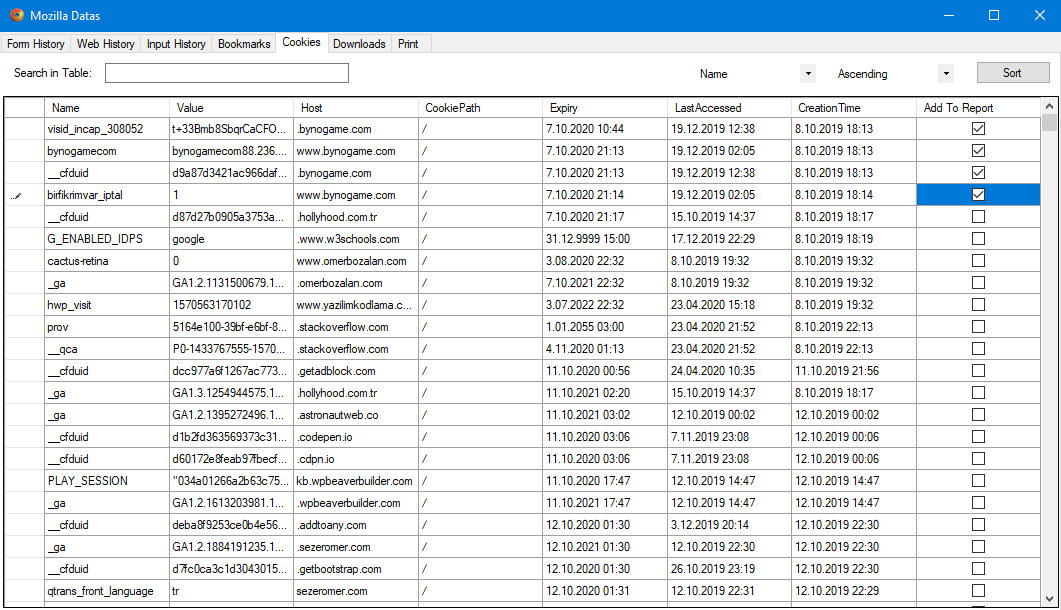 Mozilla Datas
Form History Web History Input History Bookmarks Cookies Downloads Print
Search in Table: Name Ascending Sort
Name Value Host CookiePath Expiry LastAccessed CreationTime Add To Report
visid_incap_308052 t+33Bmb8SbqrCaCFO... .bynogame.com / 7.10.2020 10:44 19.12.2019 12:38 8.10.2019 18:13
bynogamecom bynogamecom88.236.... www.bynogame.com / 7.10.2020 21:13 19.12.2019 02:05 8.10.2019 18:13
__cfduid d9a87d3421ac966daf... .bynogame.com / 7.10.2020 21:13 19.12.2019 12:38 8.10.2019 18:13
birfikrimvar_iptal 1 www.bynogame.com / 7.10.2020 21:14 19.12.2019 02:05 8.10.2019 18:14
__cfduid d87d27b0905a3753a... .hollyhood.com.tr / 7.10.2020 21:17 15.10.2019 14:37 8.10.2019 18:17
G_ENABLED_IDPS google .www.w3schools.com / 31.12.9999 15:00 17.12.2019 22:29 8.10.2019 18:19
cactus-retina 0 www.omerbozalan.com / 3.08.2020 22:32 8.10.2019 19:32 8.10.2019 19:32
_ga GA1.2.1131500679.1... .omerbozalan.com / 7.10.2021 22:32 8.10.2019 19:32 8.10.2019 19:32
hwp_visit 1570563170102 www.yazilimkodlama.c... / 3.07.2022 22:32 23.04.2020 15:18 8.10.2019 19:32
prov 5164e100-39bf-e6bf-8... .stackoverflow.com / 1.01.2055 03:00 23.04.2020 21:52 8.10.2019 22:13
__qca P0-1433767555-1570... .stackoverflow.com / 4.11.2020 01:13 23.04.2020 21:52 8.10.2019 22:13
__cfduid dcc977a6f1267ac773... .getadblock.com / 11.10.2020 00:56 24.04.2020 10:35 11.10.2019 21:56
_ga GA1.3.1254944575.1... .hollyhood.com.tr / 11.10.2021 02:20 15.10.2019 14:37 8.10.2019 18:17
_ga GA1.2.1395272496.1... .astronautweb.co / 11.10.2021 03:02 12.10.2019 00:02 12.10.2019 00:02
__cfduid d1b2fd363569373c31... .codepen.io / 11.10.2020 03:06 7.11.2019 23:08 12.10.2019 00:06
__cfduid d60172e8feab97fbecf... .cdpn.io / 11.10.2020 03:06 7.11.2019 23:08 12.10.2019 00:06
PLAY_SESSION "034a01266a2b63c75... kb.wpbeaverbuilder.com / 11.10.2020 17:47 12.10.2019 14:47 12.10.2019 14:47
_ga GA1.2.1613203981.1... .wpbeaverbuilder.com / 11.10.2021 17:47 12.10.2019 14:47 12.10.2019 14:47
__cfduid deba8f9253ce0b4e56... .addtoany.com / 12.10.2020 01:30 3.12.2019 20:14 12.10.2019 22:30
_ga GA1.2.1884191235.1... .sezeromer.com / 12.10.2021 01:30 12.10.2019 22:30 12.10.2019 22:30
__cfduid d7fc0ca3c1d3043015... .getbootstrap.com / 12.10.2020 01:30 26.10.2019 23:19 12.10.2019 22:30
qtrans_front_language tr sezeromer.com / 12.10.2020 01:31 12.10.2019 22:31 12.10.2019 22:29